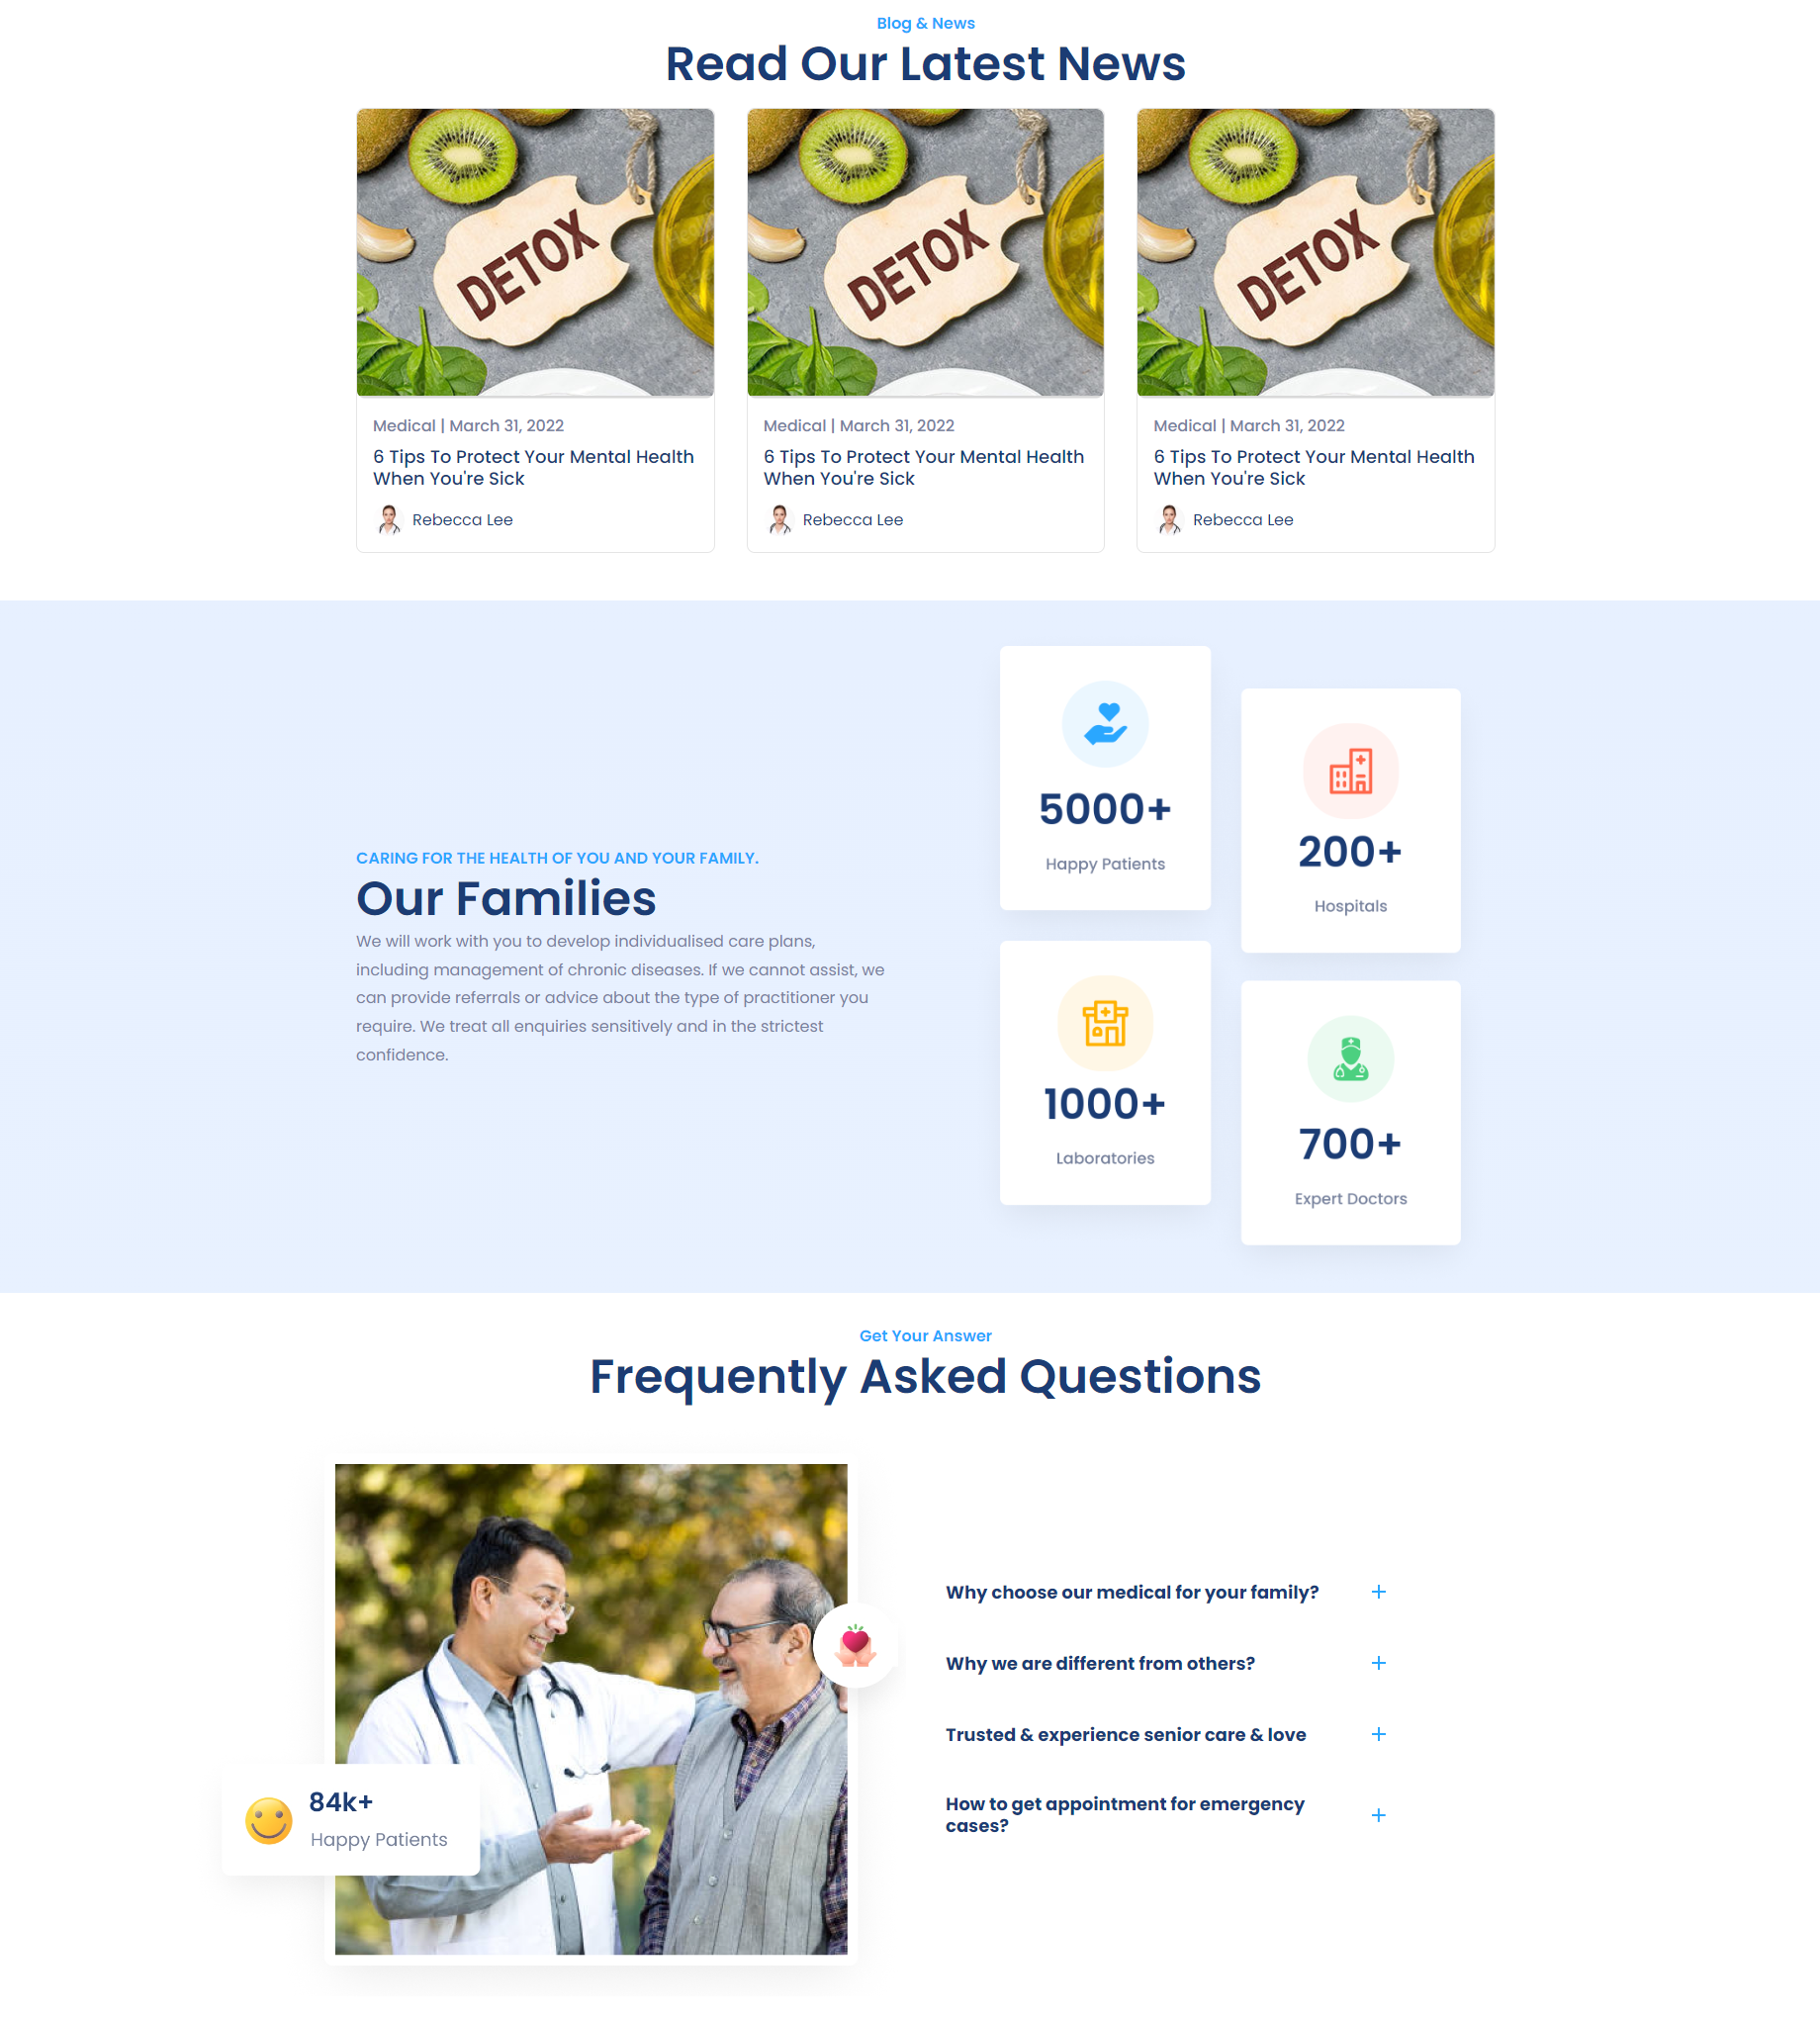 Blog & News
Read Our Latest News
DETOX
DETOX
DETOX
Medical | March 31, 2022
6 Tips To Protect Your Mental Health
When You're Sick
Rebecca Lee
Medical | March 31, 2022
6 Tips To Protect Your Mental Health
When You're Sick
Rebecca Lee
Medical | March 31, 2022
6 Tips To Protect Your Mental Health
When You're Sick
Rebecca Lee
CARING FOR THE HEALTH OF YOU AND YOUR FAMILY.
Our Families
We will work with you to develop individualised care plans,
including management of chronic diseases. If we cannot assist, we
can provide referrals or advice about the type of practitioner you
require. We treat all enquiries sensitively and in the strictest
confidence.
5000+
Happy Patients
200+
Hospitals
1000+
Laboratories
700+
Expert Doctors
Get Your Answer
Frequently Asked Questions
84k+
Happy Patients
Why choose our medical for your family?
Why we are different from others?
Trusted & experience senior care & love
How to get appointment for emergency
cases?